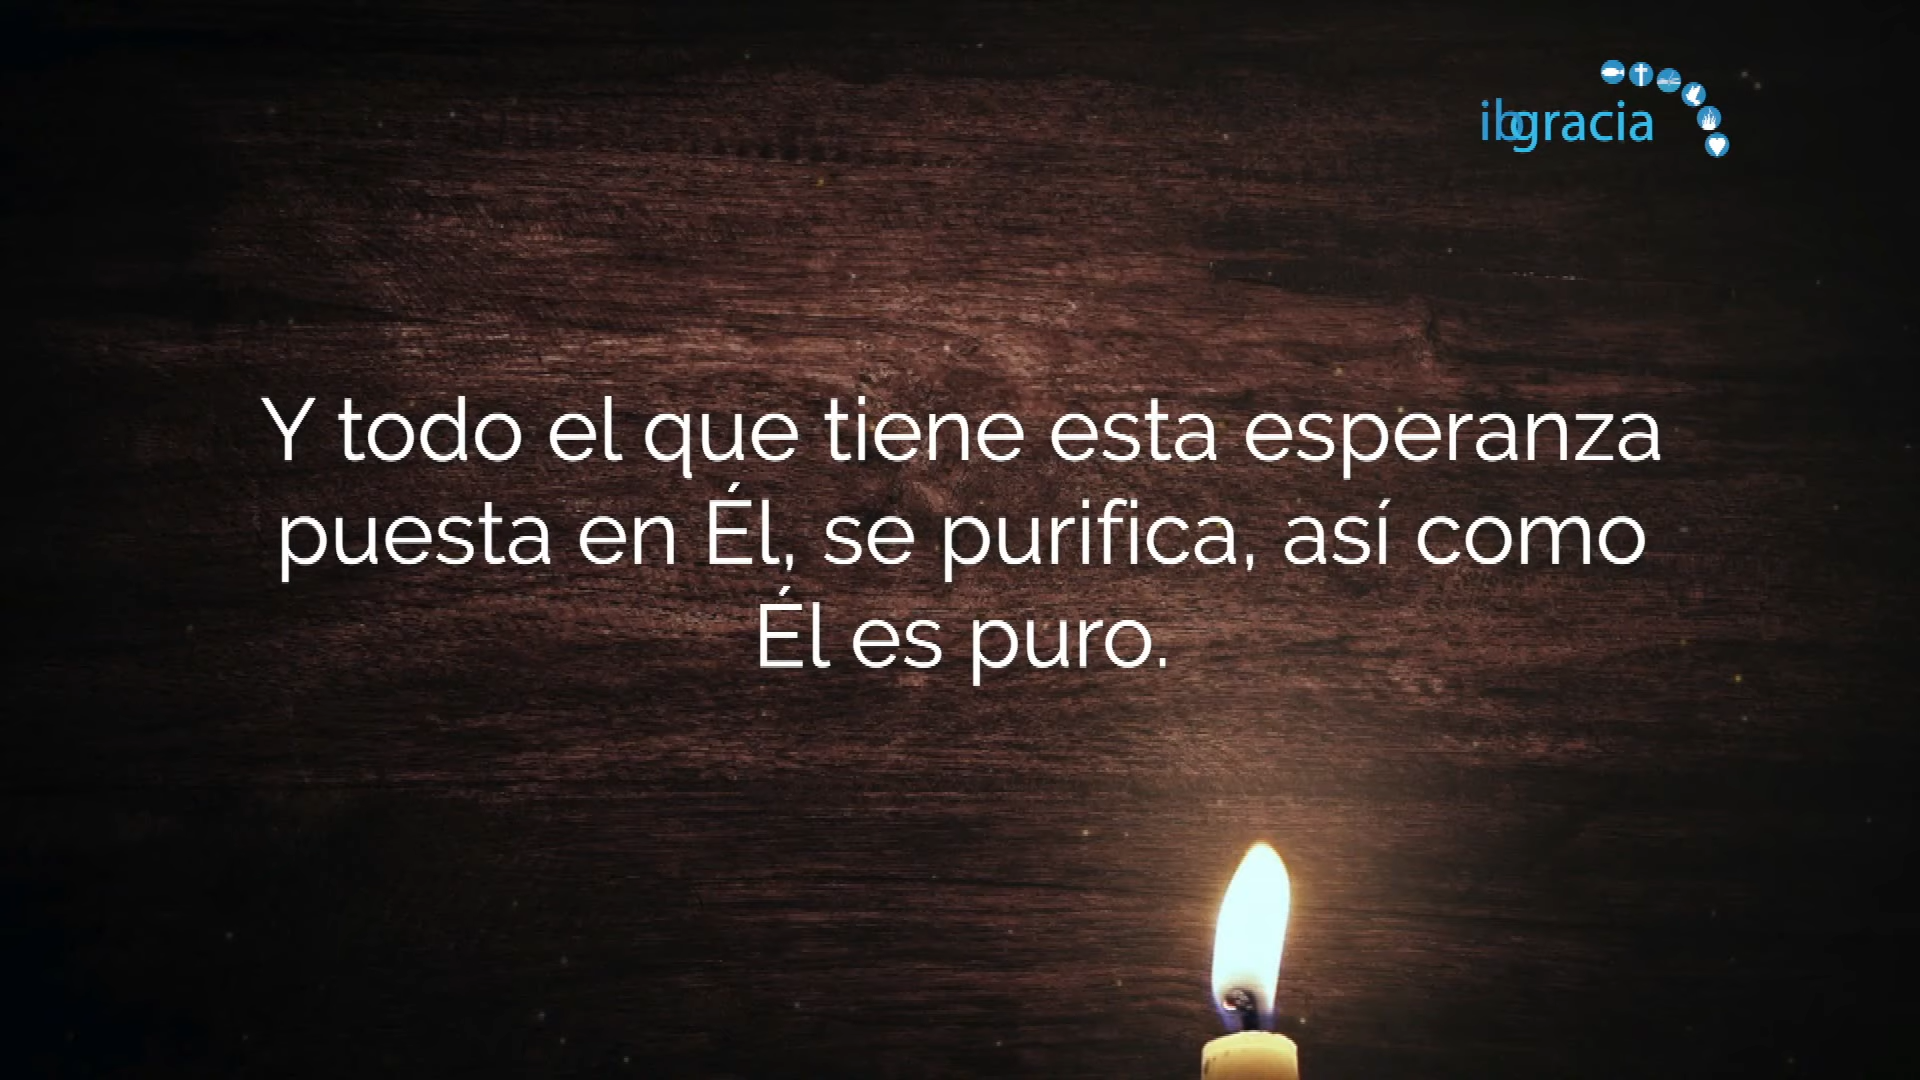 ibgracia
Y todo el que tiene esta esperanza
puesta en Él, se purifica, así como
Él es puro.